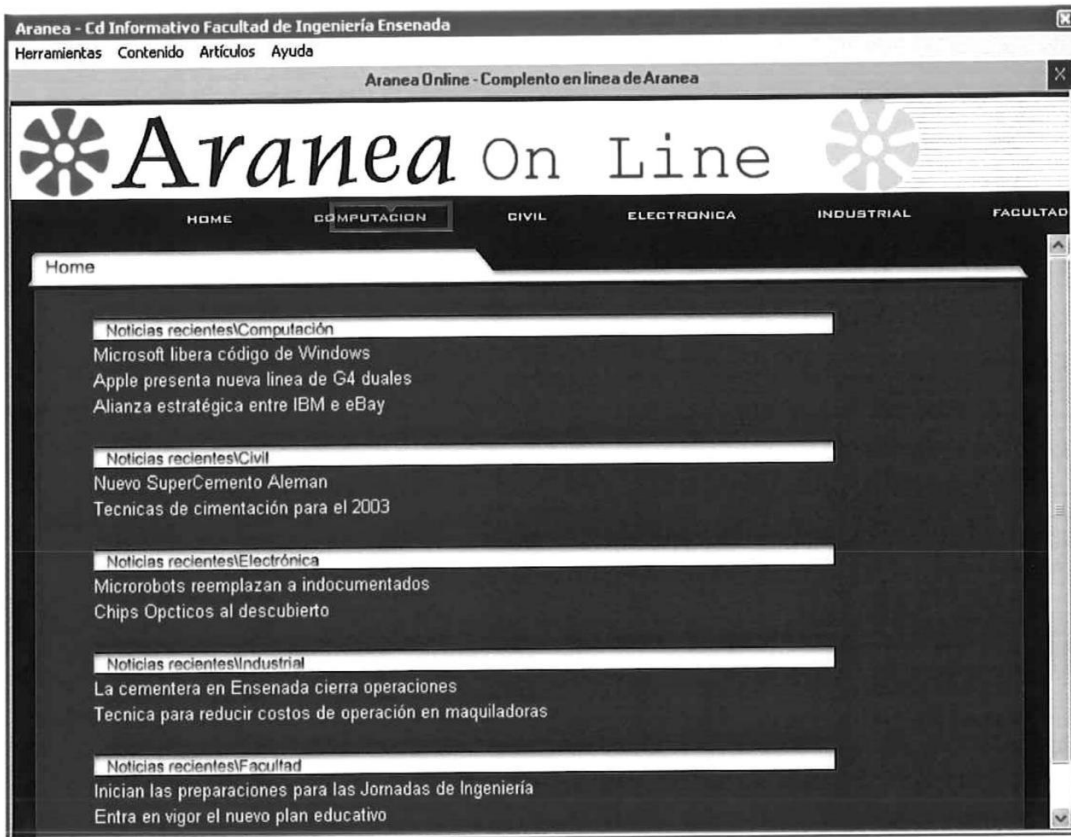 Aranea - Cd Informativo Facultad de Ingeniería Ensenada
Herramientas Contenido Artículos Ayuda
Aranea Online - Complento en linea de Aranea
X
Aranea On Line
HOME COMPUTACION CIVIL ELECTRONICA INDUSTRIAL FACULTAD
Home
Noticias recientes\Computación
Microsoft libera código de Windows
Apple presenta nueva linea de G4 duales
Alianza estratégica entre IBM e eBay
Noticias recientes\Civil
Nuevo SuperCemento Aleman
Tecnicas de cimentación para el 2003
Noticias recientes\Electrónica
Microrobots reemplazan a indocumentados
Chips Opcticos al descubierto
Noticias recientes\Industrial
La cementera en Ensenada cierra operaciones
Tecnica para reducir costos de operación en maquiladoras
Noticias recientes\Facultad
Inician las preparaciones para las Jornadas de Ingeniería
Entra en vigor el nuevo plan educativo